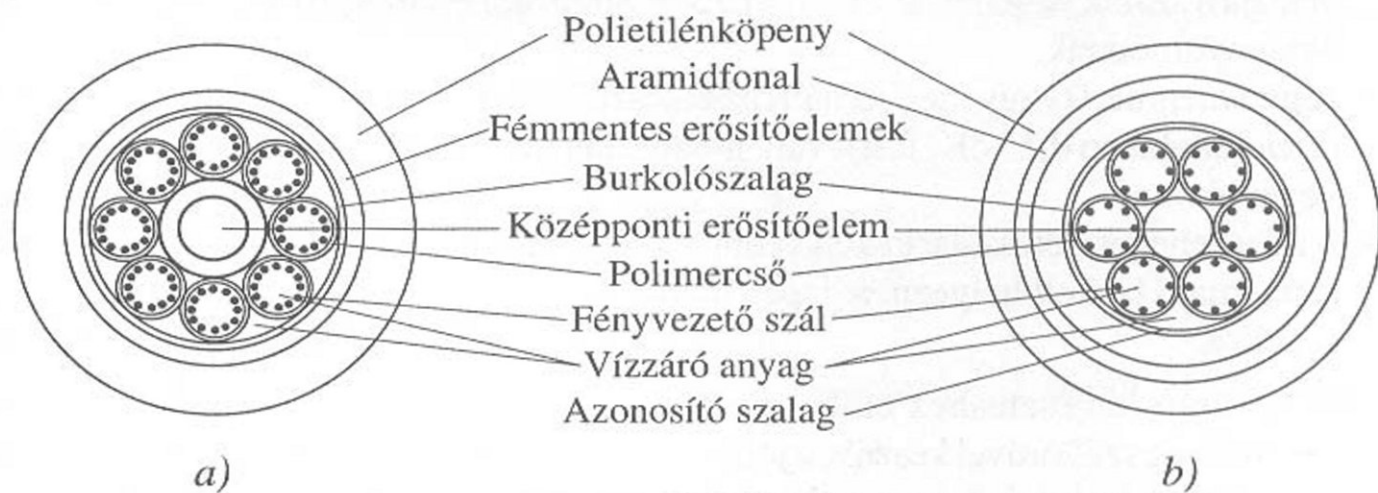 Polietilénköpeny
Aramidfonal
Fémmentes erősítőelemek
Burkolószalag
Középponti erősítőelem
Polimercső
Fényvezető szál
Vízzáró anyag
Azonosító szalag
a)
b)